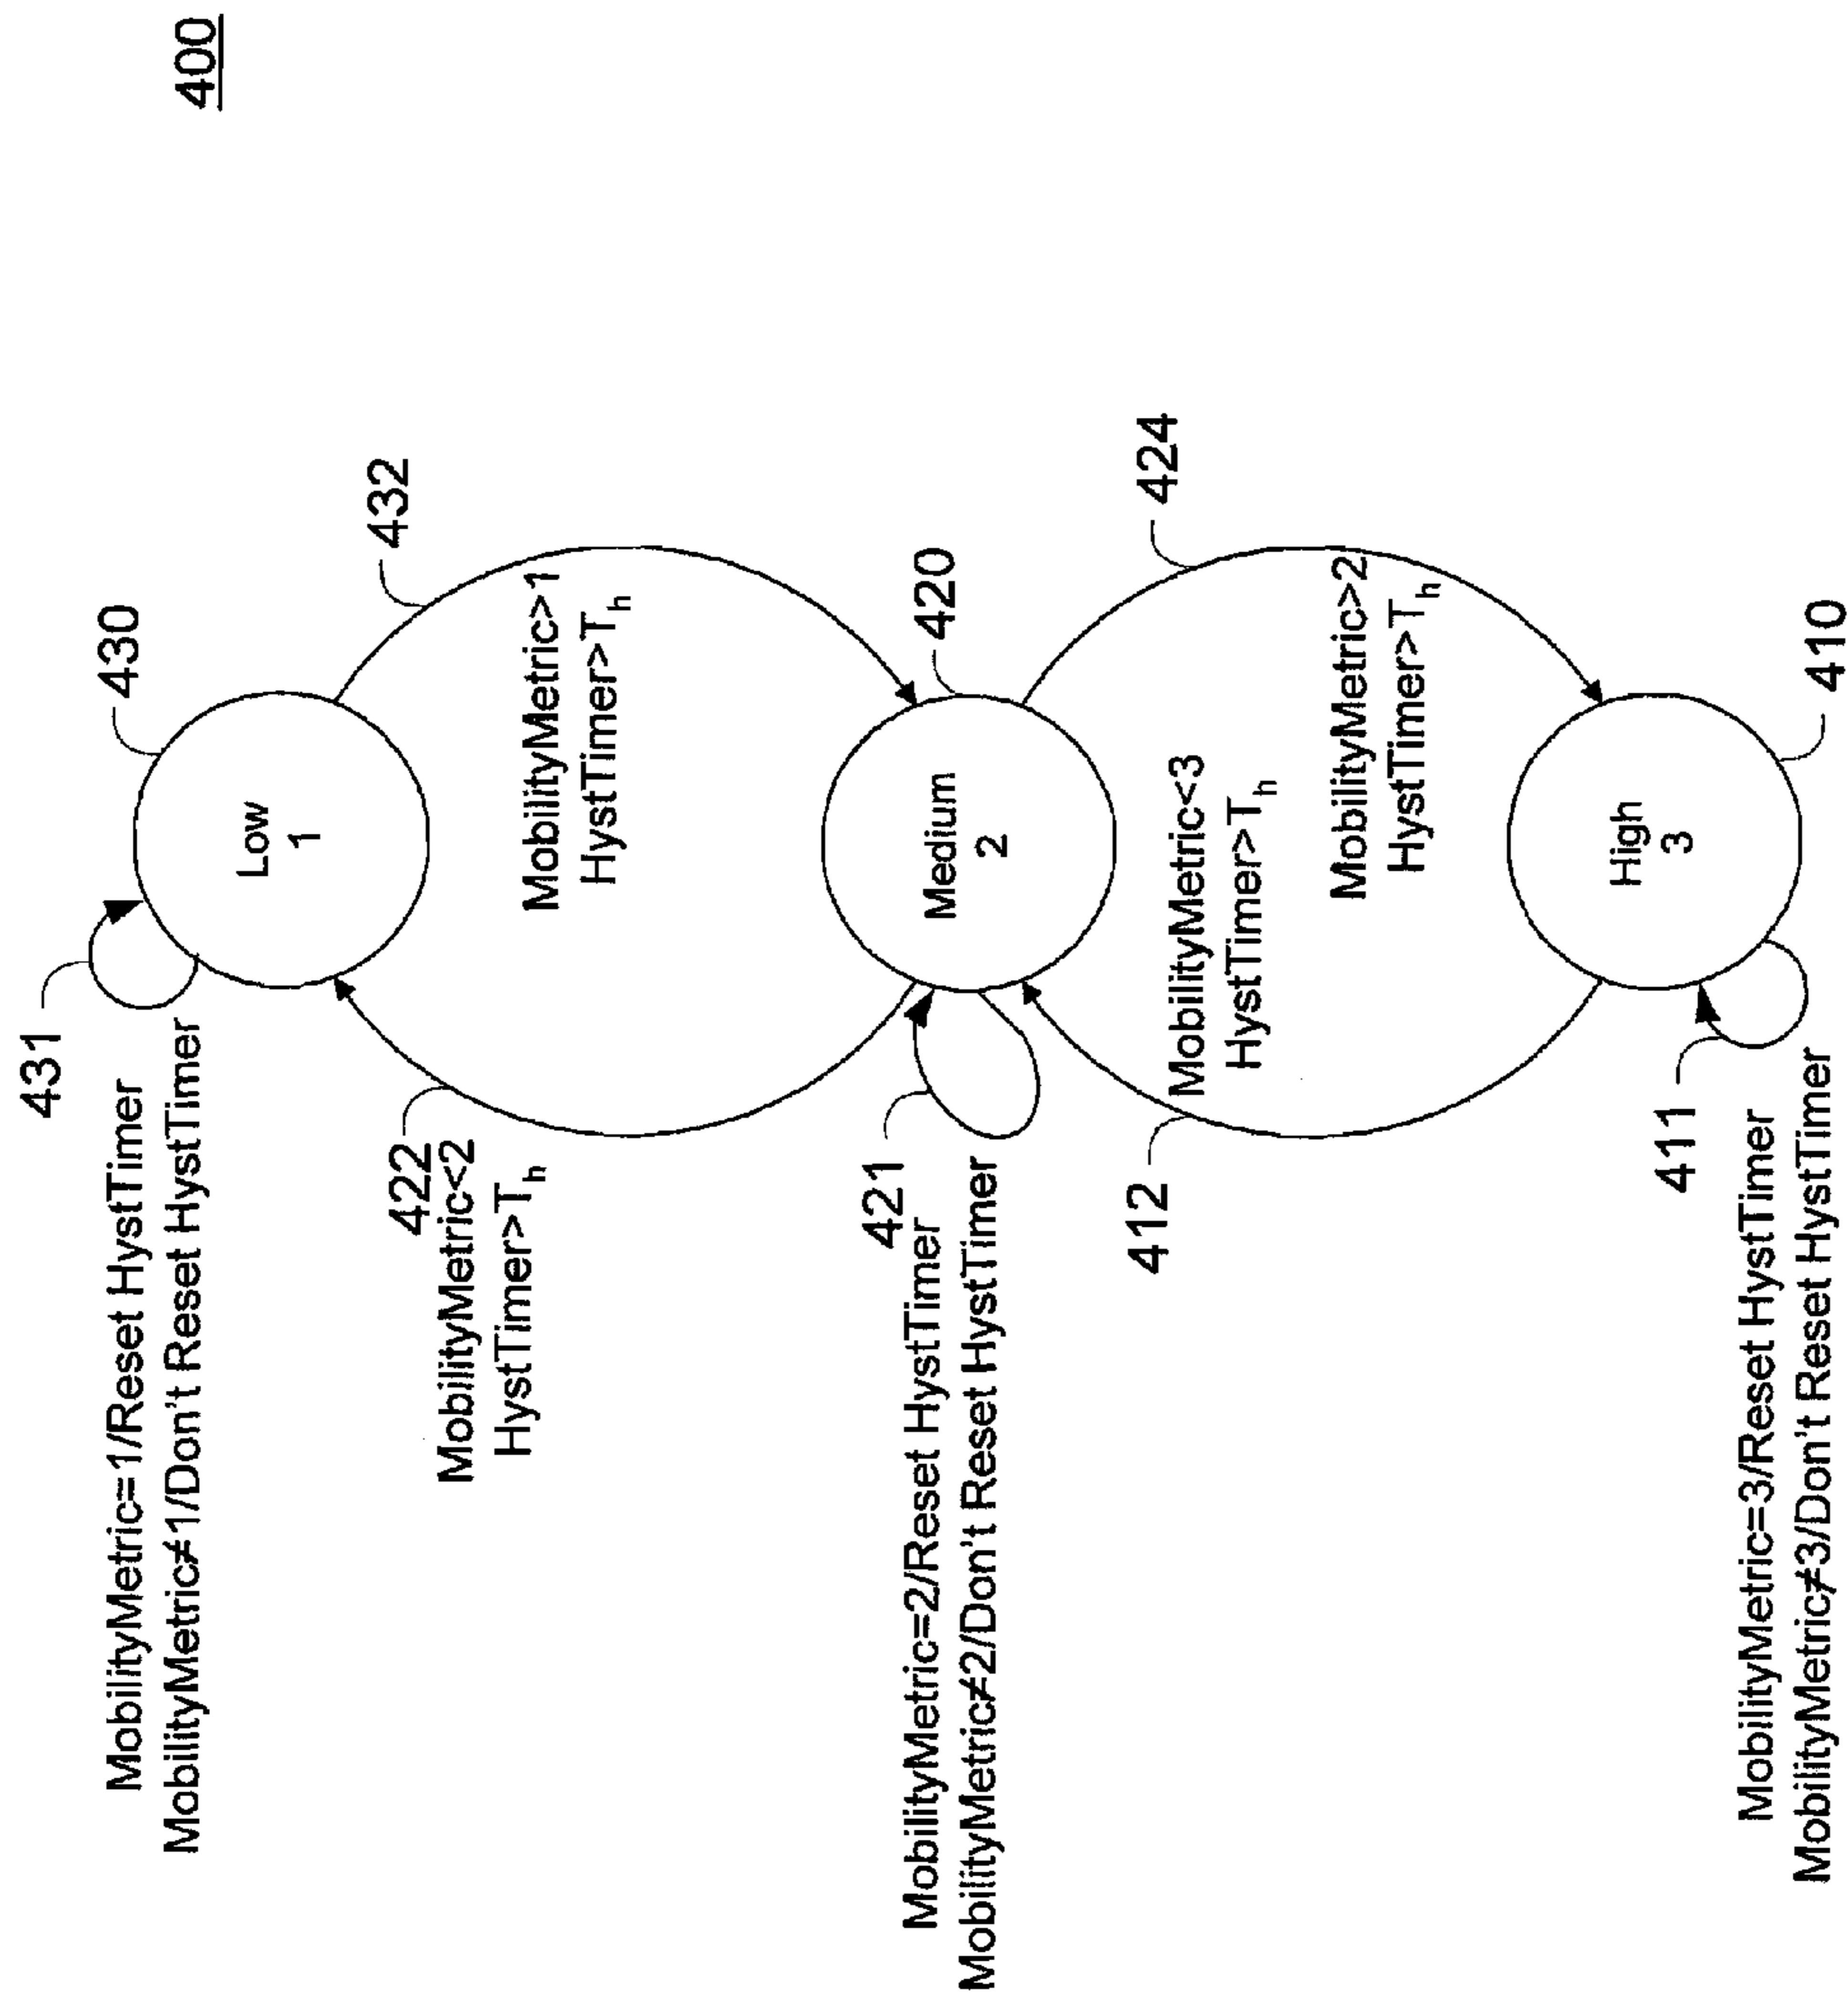 400
431
MobilityMetric=1/Reset HystTimer
MobilityMetric≠1/Don't Reset HystTimer
430
Low
1
432
MobilityMetric>1
HystTimer>Th
422
MobilityMetric<2
HystTimer>Th
420
Medium
2
421
MobilityMetric=2/Reset HystTimer
MobilityMetric≠2/Don't Reset HystTimer
424
MobilityMetric>2
HystTimer>Th
412
MobilityMetric<3
HystTimer>Th
410
High
3
411
MobilityMetric=3/Reset HystTimer
MobilityMetric≠3/Don't Reset HystTimer